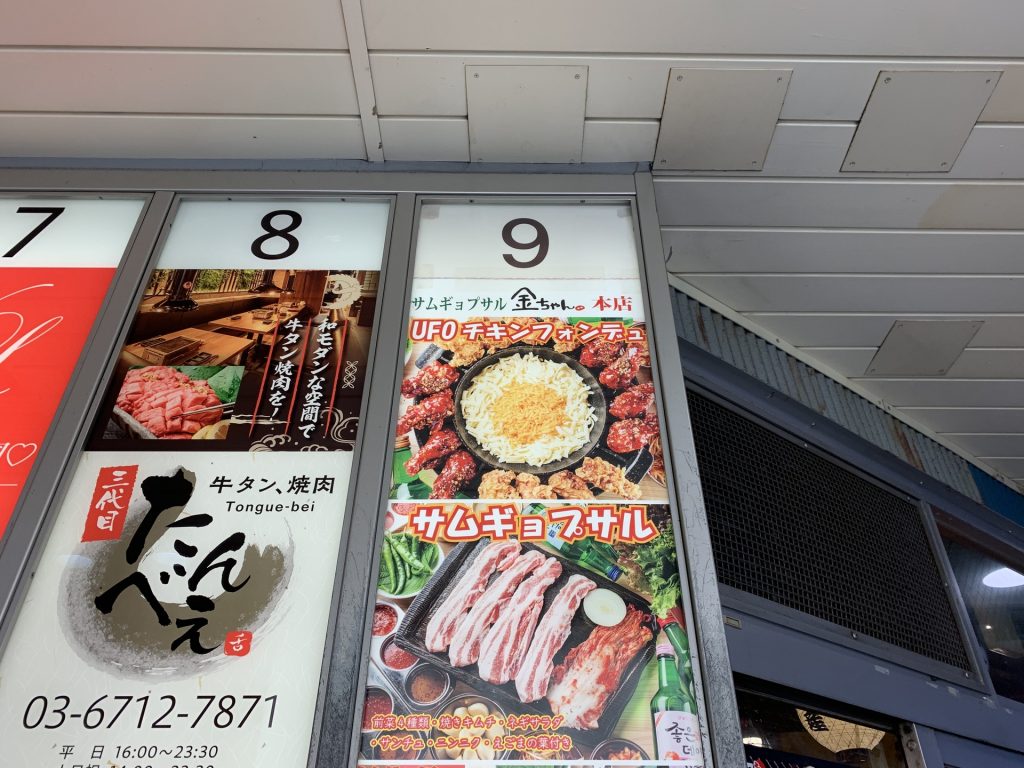 7
8
和モダンな空間で
牛タン焼肉を!
三代目
たんべえ
牛タン、焼肉
Tongue-bei
舌
03-6712-7871
平 日 16:00〜23:30
9
サムギョプサル 金ちゃん。本店
UFOチキンフォンデュ
サムギョプサル
前菜4種類・焼きキムチ・ネギサラダ
・サンチュ・ニンニク・えごまの葉付き
좋은
데
産